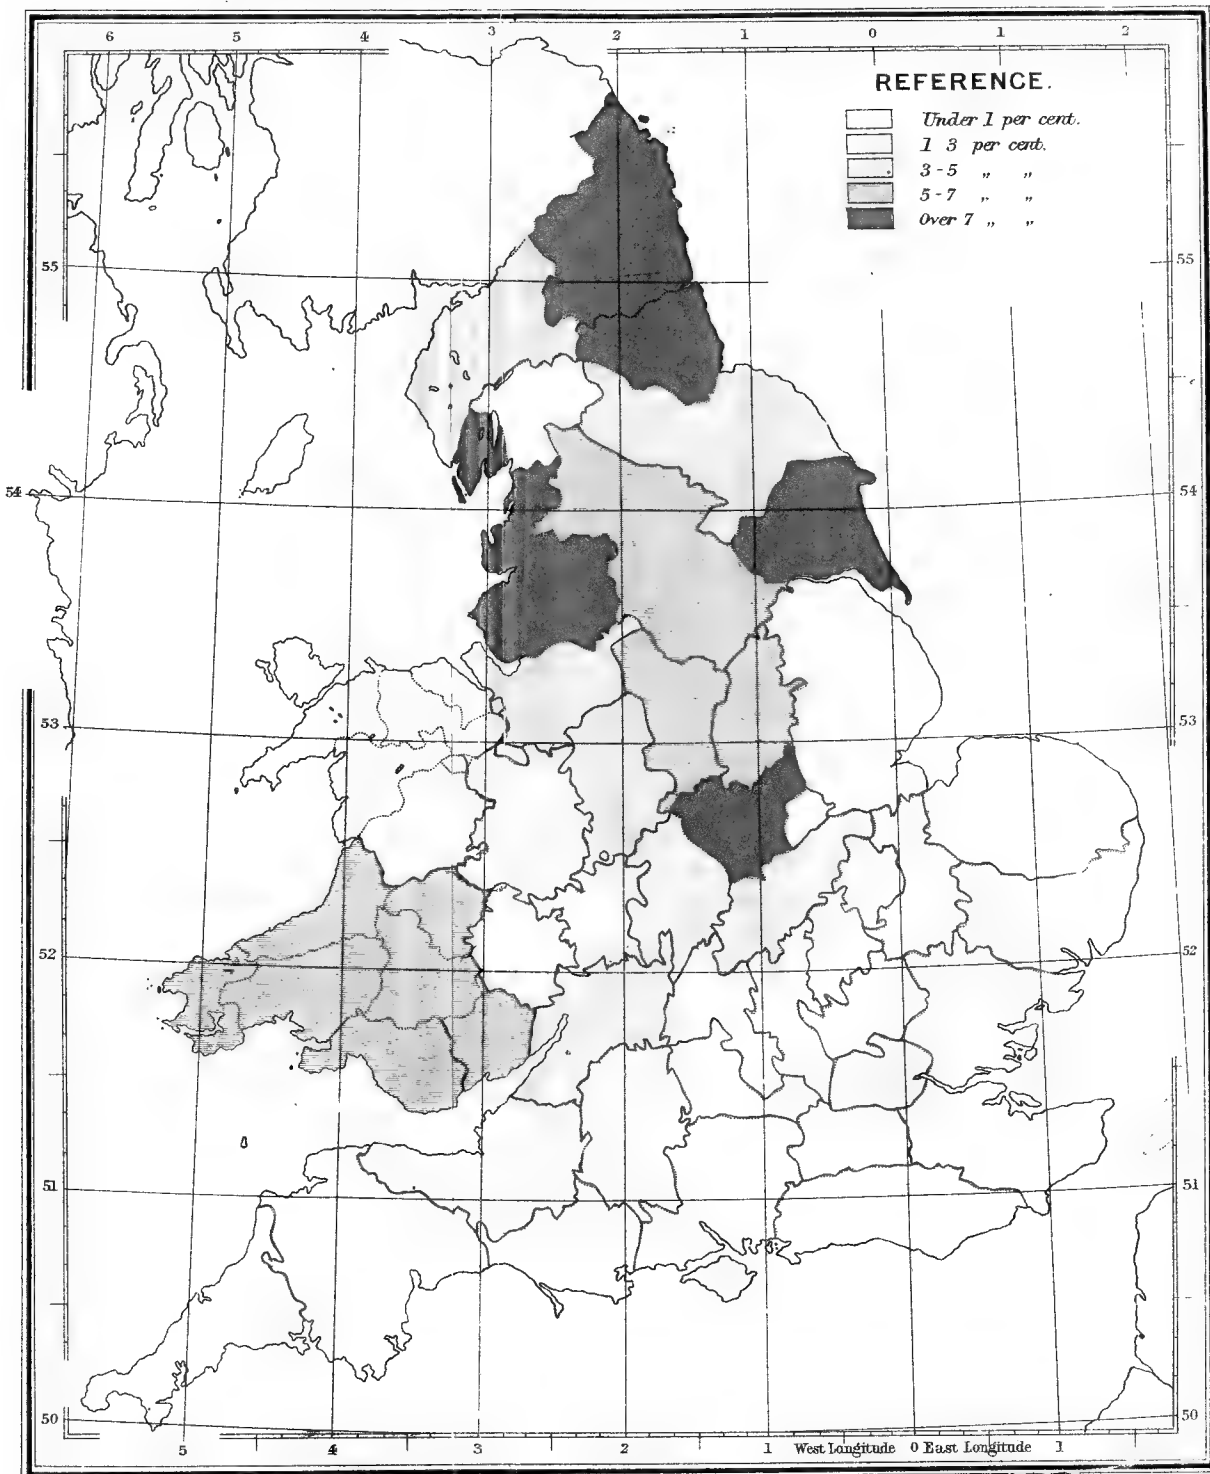 6 5 4 3 2 1 0 1 2
REFERENCE.
Under 1 per cent.
1 3 per cent.
3-5 „ „
5-7 „ „
Over 7 „ „
55 55
54 54
53 53
52 52
51 51
50 50
5 4 3 2 1 West Longitude 0 East Longitude 1